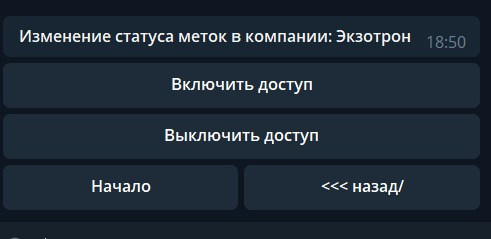 Изменение статуса меток в компании: Экзотрон 18:50
Включить доступ
Выключить доступ
Начало <<< назад/